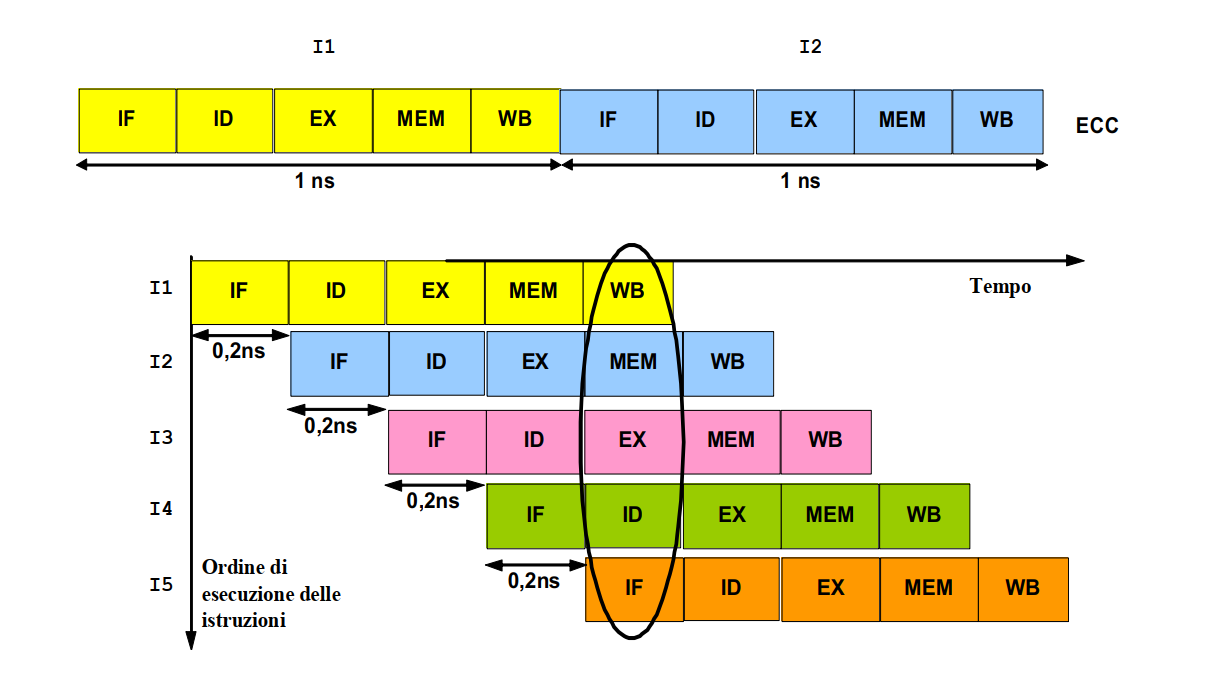 I1 I2
IF ID EX MEM WB IF ID EX MEM WB ECC
1 ns 1 ns
Tempo
I1 IF ID EX MEM WB
0,2ns
I2 IF ID EX MEM WB
0,2ns
I3 IF ID EX MEM WB
0,2ns
I4 IF ID EX MEM WB
0,2ns
I5 IF ID EX MEM WB
Ordine di
esecuzione delle
istruzioni